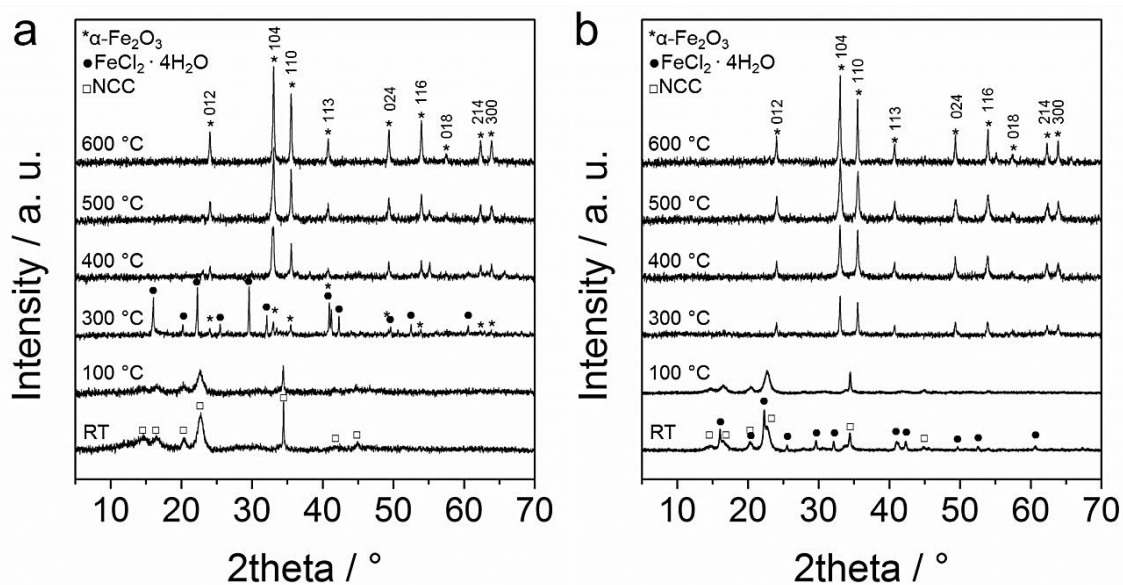 a
*α-Fe₂O₃
●FeCl₂ · 4H₂O
□NCC
012
* 104
* 110
113
024
116
018
214
300
600 °C
500 °C
400 °C
300 °C
100 °C
RT
Intensity / a. u.
10 20 30 40 50 60 70
2theta / °
b
*α-Fe₂O₃
● FeCl₂ · 4H₂O
□ NCC
012
* 104
* 110
113
024
116
018
214
300
600 °C
500 °C
400 °C
300 °C
100 °C
RT
Intensity / a. u.
10 20 30 40 50 60 70
2theta / °